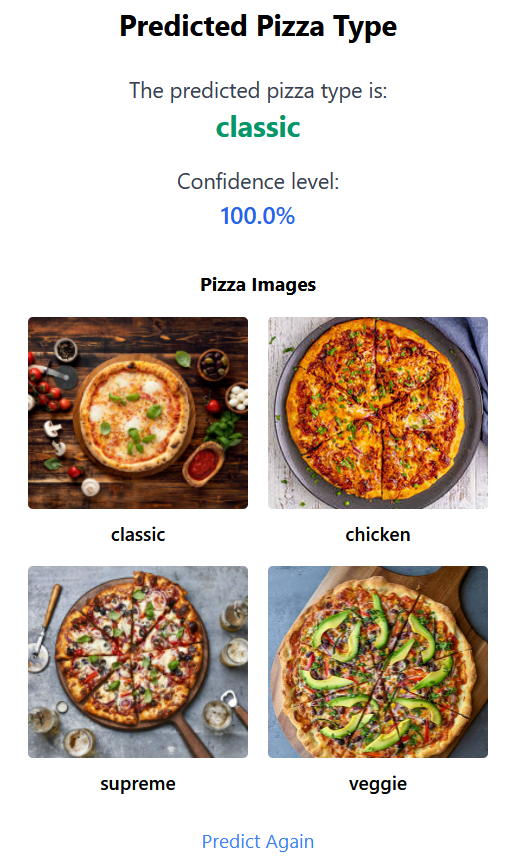 Predicted Pizza Type
The predicted pizza type is:
classic
Confidence level:
100.0%
Pizza Images
classic
chicken
supreme
veggie
Predict Again